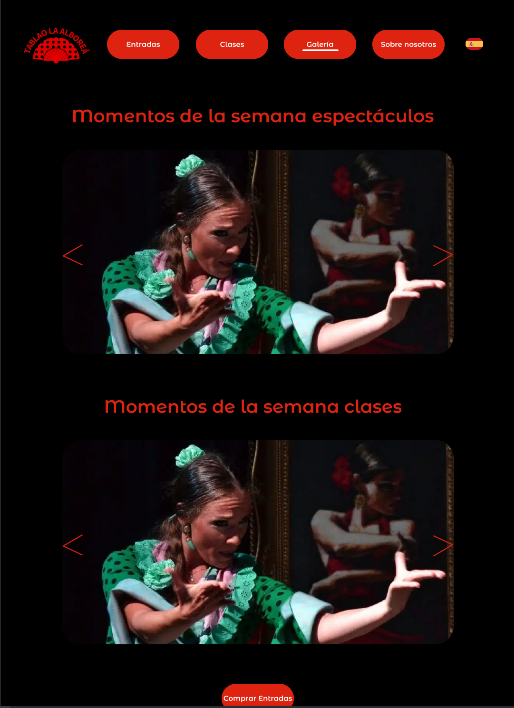 TABLAO LA ALBOREÁ
Entradas
Clases
Galería
Sobre nosotros
Momentos de la semana espectáculos
Momentos de la semana clases
Comprar Entradas